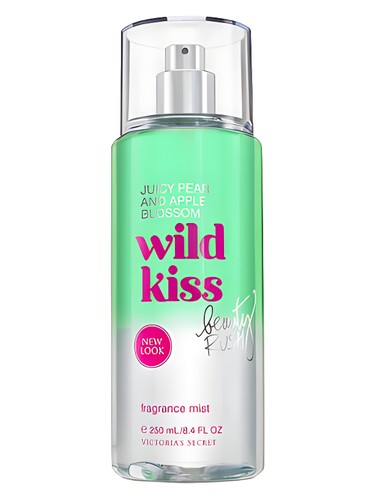 JUICY PEAR
AND APPLE
BLOSSOM
wild
kiss
beauty
RUSH
NEW
LOOK
fragrance mist
e 250 mL/8.4 FL OZ
VICTORIA'S SECRET